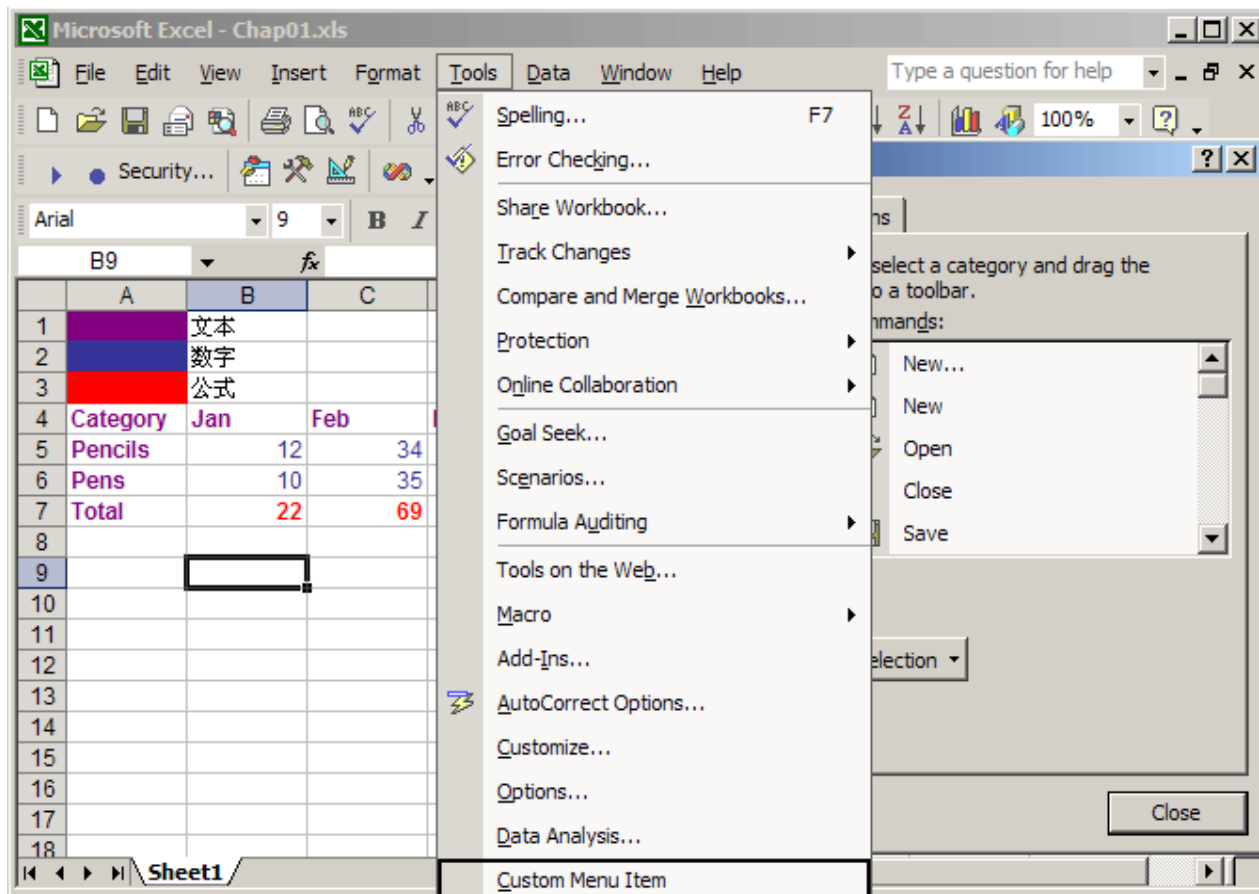 Microsoft Excel - Chap01.xls
File Edit View Insert Format Tools Data Window Help Type a question for help
100%
Security...
Arial 9 B I
B9 fx
A B C
1 文本
2 数字
3 公式
4 Category Jan Feb
5 Pencils 12 34
6 Pens 10 35
7 Total 22 69
8
9
10
11
12
13
14
15
16
17
18
Sheet1
Spelling... F7
Error Checking...
Share Workbook...
Track Changes
Compare and Merge Workbooks...
Protection
Online Collaboration
Goal Seek...
Scenarios...
Formula Auditing
Tools on the Web...
Macro
Add-Ins...
AutoCorrect Options...
Customize...
Options...
Data Analysis...
Custom Menu Item
ns
select a category and drag the
o a toolbar.
mmands:
New...
New
Open
Close
Save
election
Close